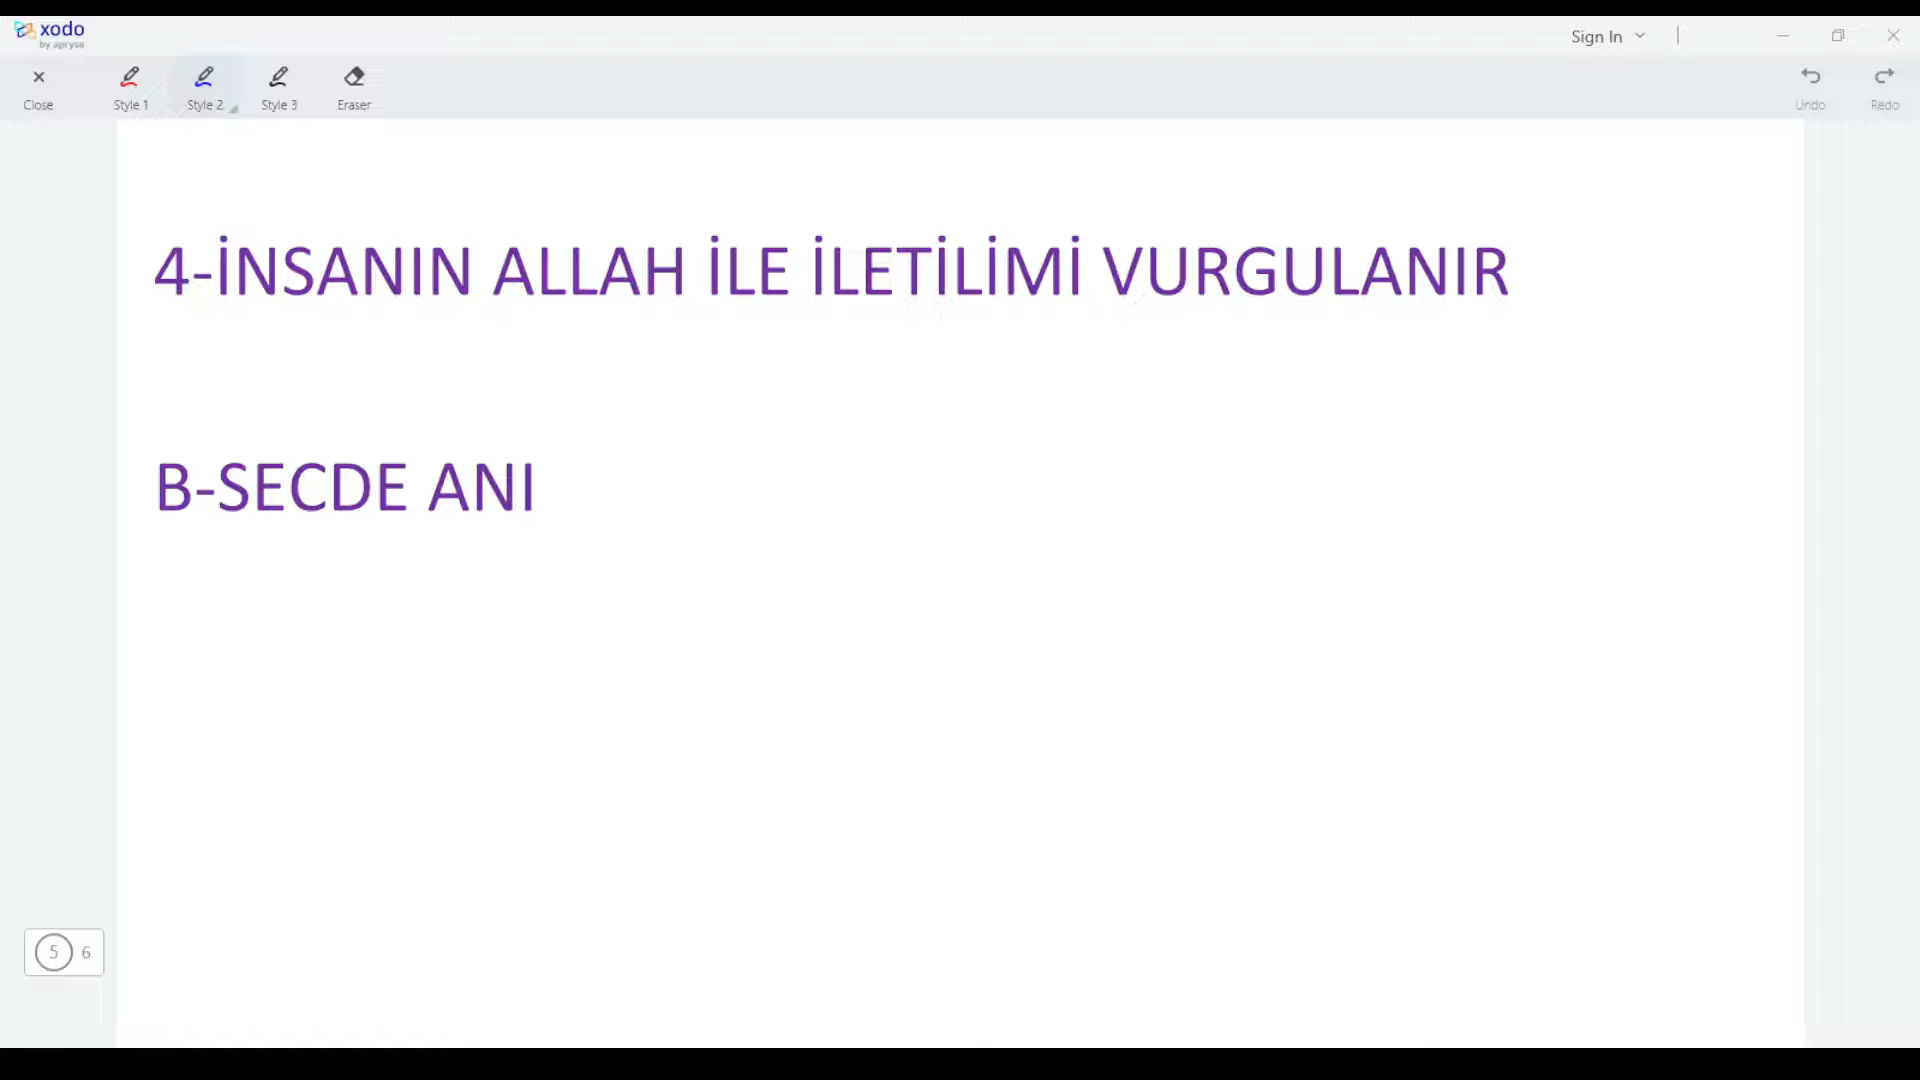 xodo
by apryse
Sign In
Close
Style 1
Style 2
Style 3
Eraser
Undo
Redo
4-İNSANIN ALLAH İLE İLETİLİMİ VURGULANIR
B-SECDE ANI
5 6